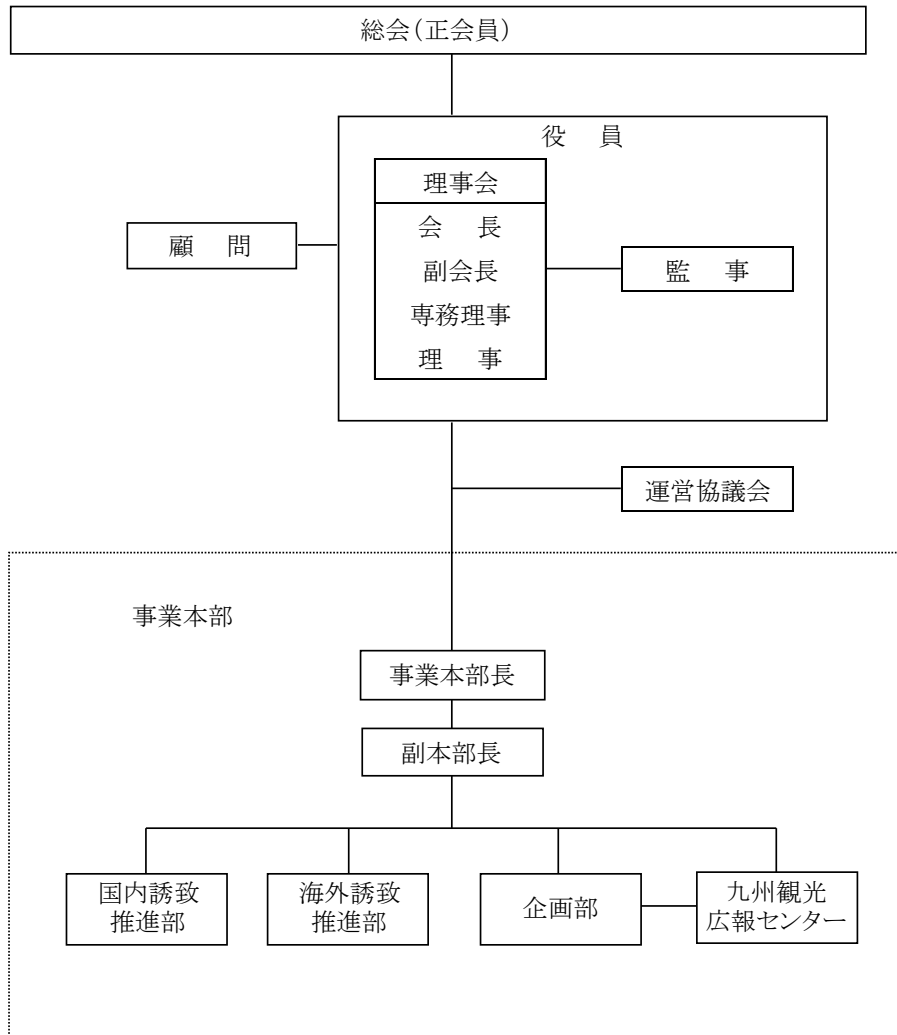 総会(正会員)
役　員
理事会
会　長
副会長
専務理事
理　事
顧　問
監　事
運営協議会
事業本部
事業本部長
副本部長
国内誘致
推進部
海外誘致
推進部
企画部
九州観光
広報センター